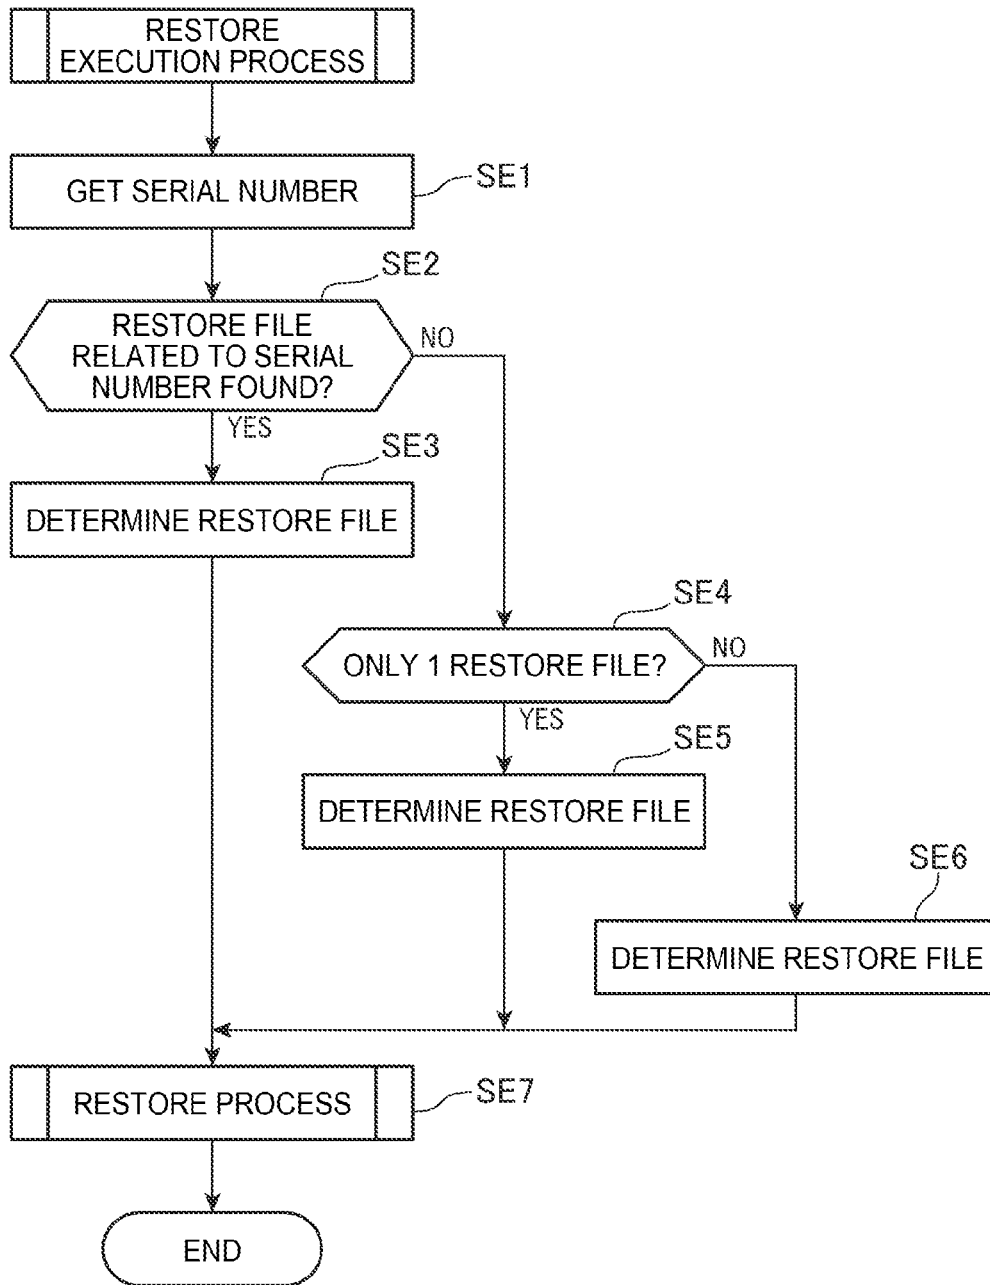 RESTORE
EXECUTION PROCESS
GET SERIAL NUMBER
SE1
SE2
RESTORE FILE
RELATED TO SERIAL
NUMBER FOUND?
NO
YES
SE3
DETERMINE RESTORE FILE
SE4
ONLY 1 RESTORE FILE?
NO
YES
SE5
DETERMINE RESTORE FILE
SE6
DETERMINE RESTORE FILE
RESTORE PROCESS
SE7
END